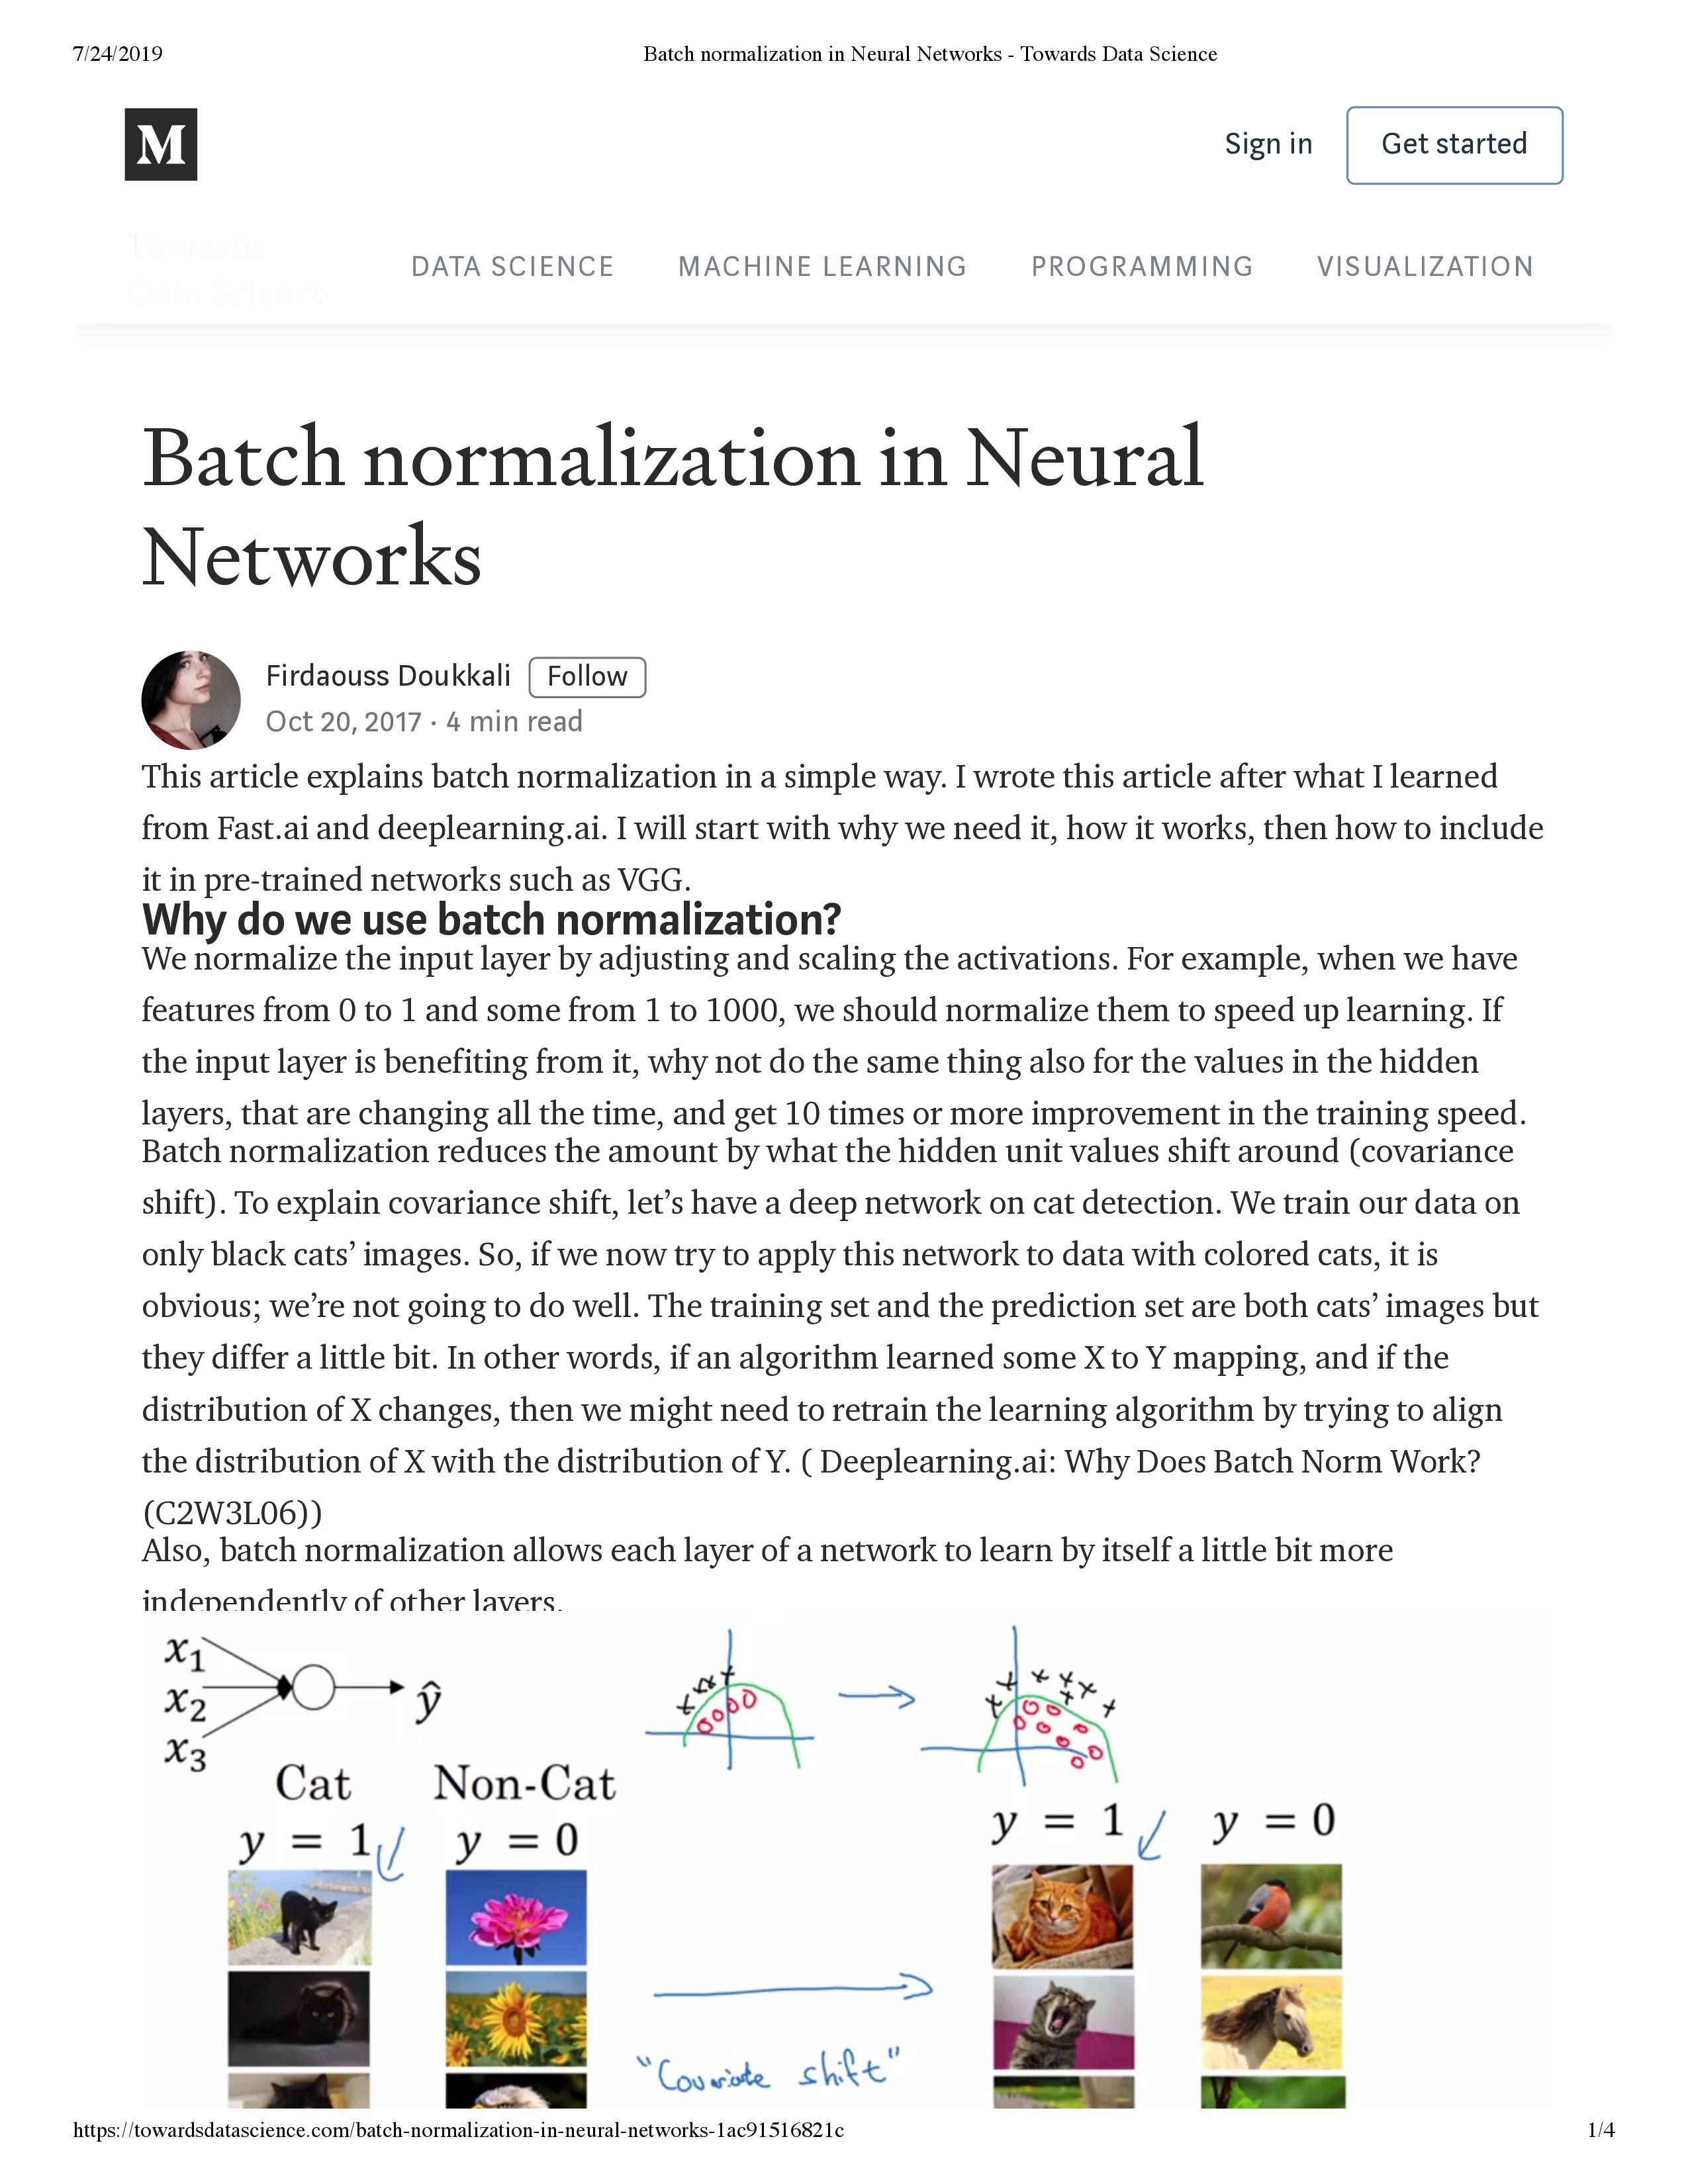 7/24/2019 Batch normalization in Neural Networks - Towards Data Science
M
Sign in Get started
DATA SCIENCE MACHINE LEARNING PROGRAMMING VISUALIZATION
Batch normalization in Neural
Networks
Firdaouss Doukkali Follow
Oct 20, 2017 · 4 min read
This article explains batch normalization in a simple way. I wrote this article after what I learned
from Fast.ai and deeplearning.ai. I will start with why we need it, how it works, then how to include
it in pre-trained networks such as VGG.
Why do we use batch normalization?
We normalize the input layer by adjusting and scaling the activations. For example, when we have
features from 0 to 1 and some from 1 to 1000, we should normalize them to speed up learning. If
the input layer is benefiting from it, why not do the same thing also for the values in the hidden
layers, that are changing all the time, and get 10 times or more improvement in the training speed.
Batch normalization reduces the amount by what the hidden unit values shift around (covariance
shift). To explain covariance shift, let’s have a deep network on cat detection. We train our data on
only black cats’ images. So, if we now try to apply this network to data with colored cats, it is
obvious; we’re not going to do well. The training set and the prediction set are both cats’ images but
they differ a little bit. In other words, if an algorithm learned some X to Y mapping, and if the
distribution of X changes, then we might need to retrain the learning algorithm by trying to align
the distribution of X with the distribution of Y. ( Deeplearning.ai: Why Does Batch Norm Work?
(C2W3L06))
Also, batch normalization allows each layer of a network to learn by itself a little bit more
independently of other layers.
x₁
x₂ ŷ
x₃
Cat Non-Cat
y = 1 y = 0 y = 1 y = 0
"Covariate shift"
https://towardsdatascience.com/batch-normalization-in-neural-networks-1ac91516821c 1/4